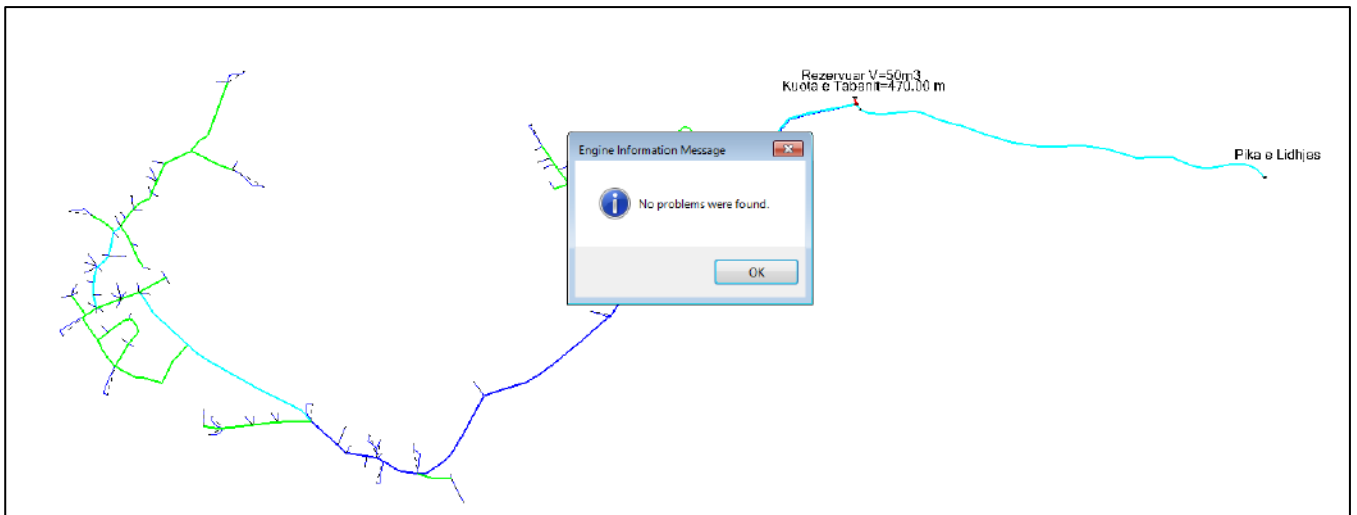 Rezervuar V=50m3
Kuota e Tabanit=470.00 m
Pika e Lidhjes
Engine Information Message
No problems were found.
OK